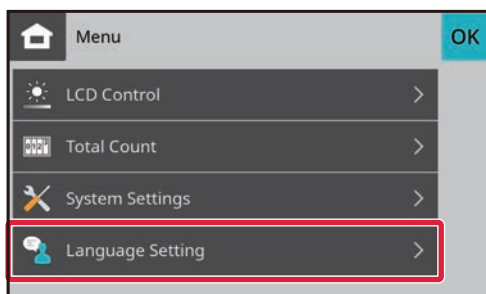 Menu
OK
LCD Control
Total Count
System Settings
Language Setting